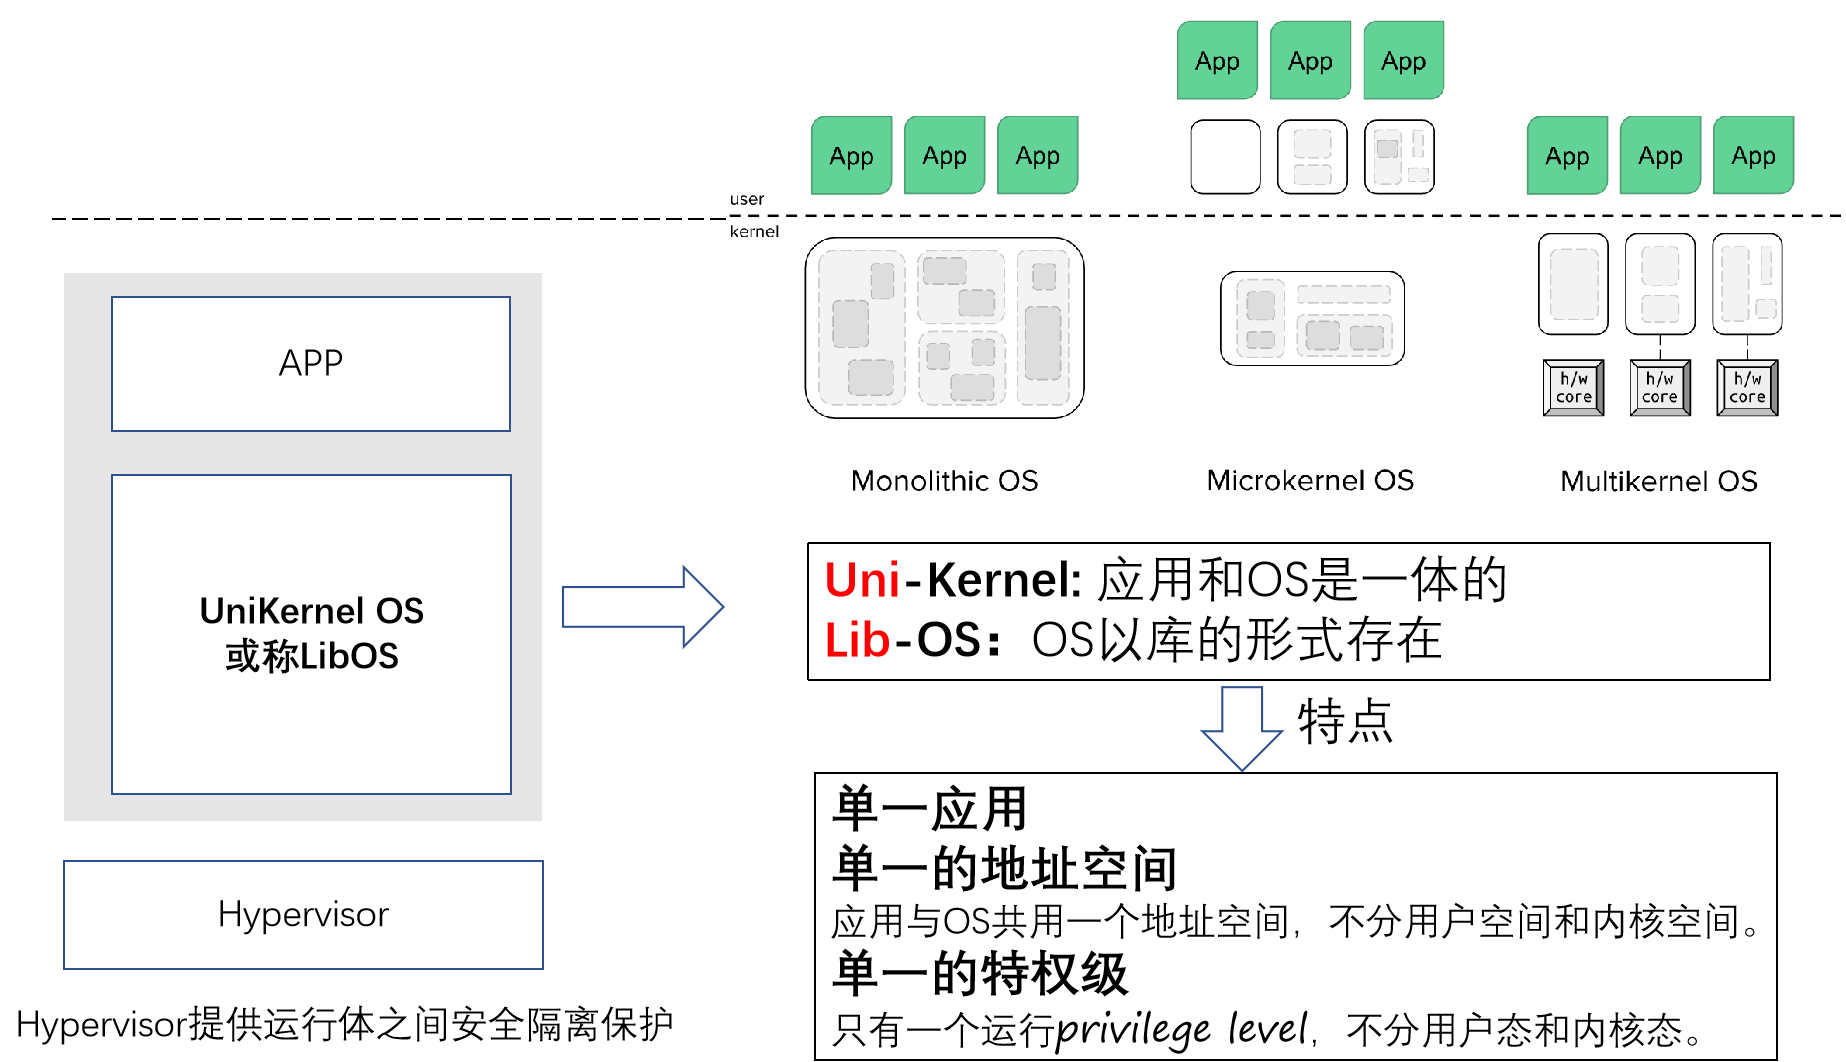 App App App
App App App
App App App
user
kernel
h/w
core
h/w
core
h/w
core
Monolithic OS
Microkernel OS
Multikernel OS
APP
UniKernel OS
或称LibOS
Hypervisor
Hypervisor提供运行体之间安全隔离保护
Uni-Kernel: 应用和OS是一体的
Lib-OS：OS以库的形式存在
特点
单一应用
单一的地址空间
应用与OS共用一个地址空间，不分用户空间和内核空间。
单一的特权级
只有一个运行privilege level，不分用户态和内核态。